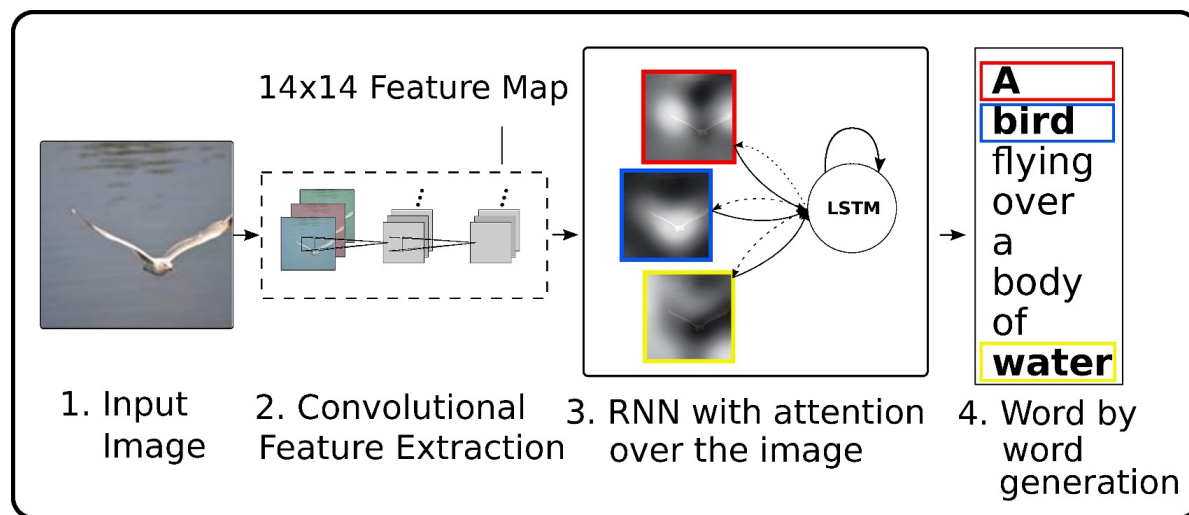 14x14 Feature Map
LSTM
A
bird
flying
over
a
body
of
water
1. Input
Image
2. Convolutional
Feature Extraction
3. RNN with attention
over the image
4. Word by
word
generation